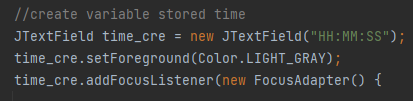 //create variable stored time
JTextField time_cre = new JTextField("HH:MM:SS");
time_cre.setForeground(Color.LIGHT_GRAY);
time_cre.addFocusListener(new FocusAdapter() {